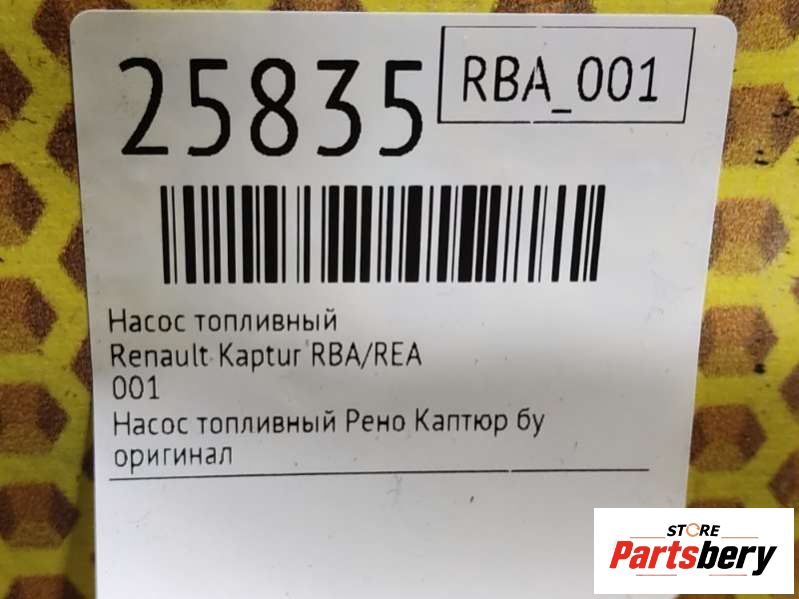 25835
RBA_001
Насос топливный
Renault Kaptur RBA/REA
001
Насос топливный Рено Каптюр бу
оригинал
STORE
Partsbery